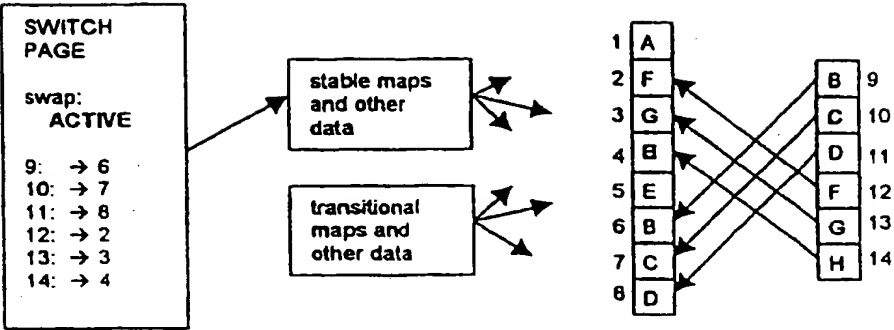 SWITCH
PAGE
swap:
ACTIVE
9: → 6
10: → 7
11: → 8
12: → 2
13: → 3
14: → 4
stable maps
and other
data
transitional
maps and
other data
1 A
2 F
3 G
4
5 E
6 B
7 C
8 D
B 9
C 10
D 11
F 12
G 13
H 14